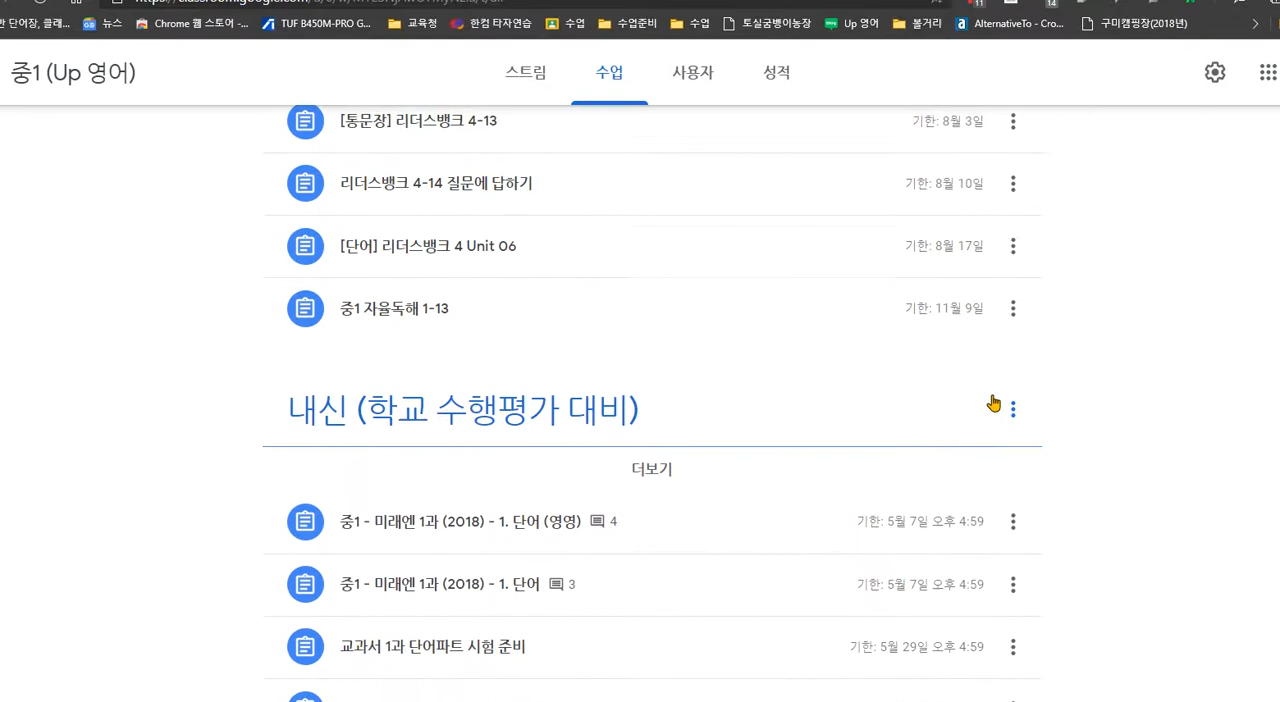 단어장, 클래...
뉴스
Chrome 웹 스토어 -...
TUF B450M-PRO G...
교육청
한컴 타자연습
수업
수업준비
수업
토실금뱅이농장
Up 영어
볼거리
AlternativeTo - Cro...
구미캠핑장(2018년)
11
14
중1 (Up 영어)
스트림
수업
사용자
성적
[통문장] 리더스뱅크 4-13
기한: 8월 3일
리더스뱅크 4-14 질문에 답하기
기한: 8월 10일
[단어] 리더스뱅크 4 Unit 06
기한: 8월 17일
중1 자율독해 1-13
기한: 11월 9일
내신 (학교 수행평가 대비)
더보기
중1 - 미래엔 1과 (2018) - 1. 단어 (영영) 4
기한: 5월 7일 오후 4:59
중1 - 미래엔 1과 (2018) - 1. 단어 3
기한: 5월 7일 오후 4:59
교과서 1과 단어파트 시험 준비
기한: 5월 29일 오후 4:59